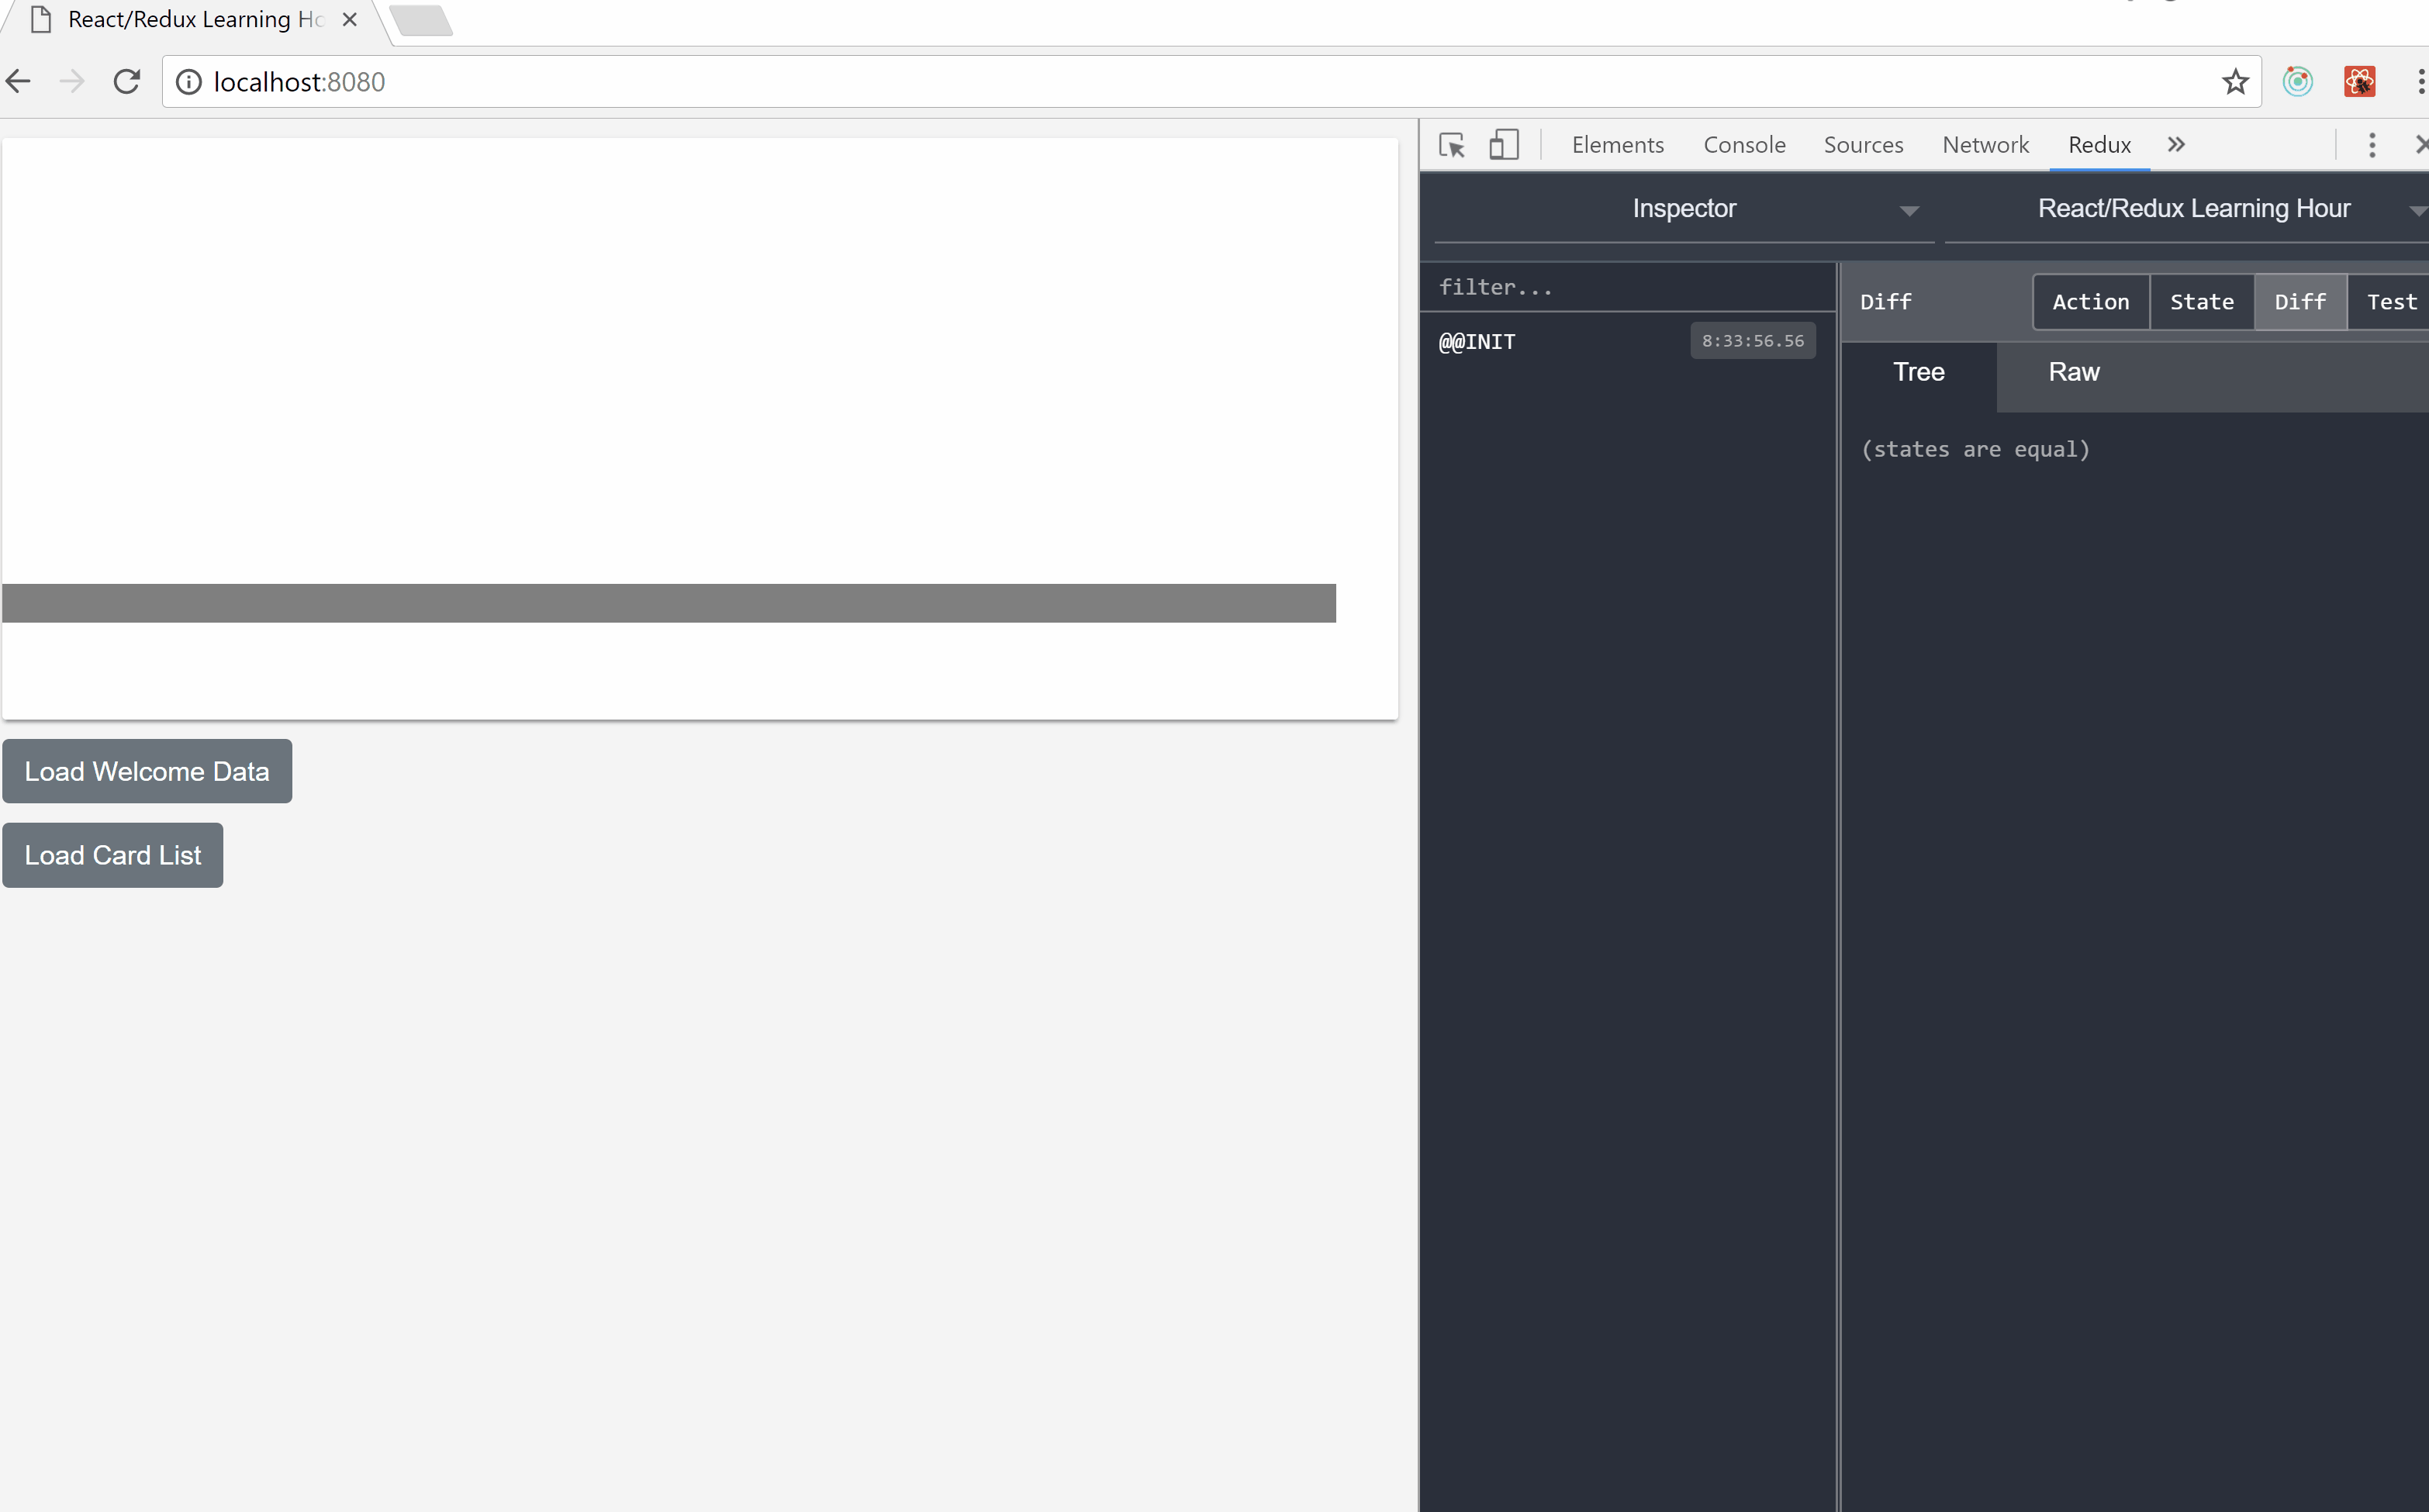 React/Redux Learning Ho
localhost:8080
Elements Console Sources Network Redux
Inspector React/Redux Learning Hour
filter...
Diff Action State Diff Test
@@INIT 8:33:56.56
Tree Raw
(states are equal)
Load Welcome Data
Load Card List